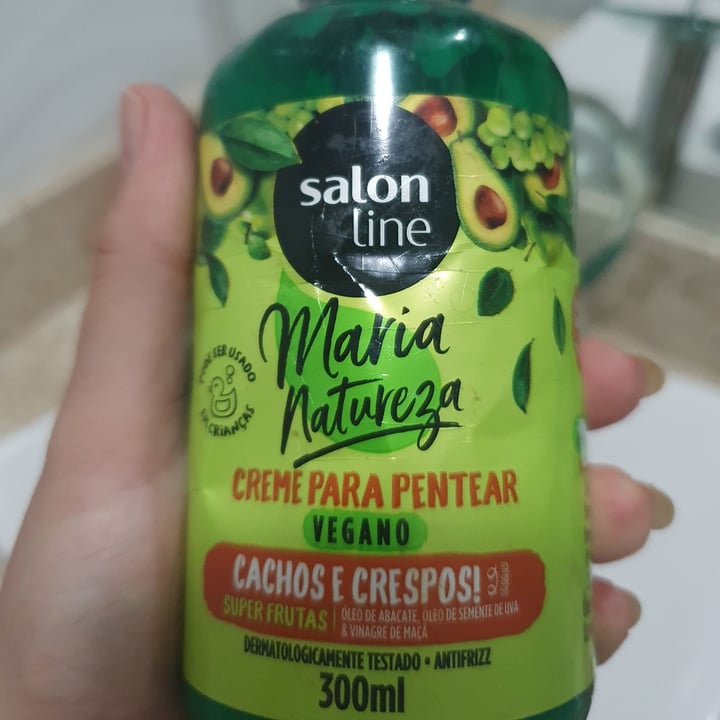 salon
line
Maria
Natureza
PODE SER USADO
EM CRIANÇAS
CREME PARA PENTEAR
VEGANO
CACHOS E CRESPOS!
SUPER FRUTAS
ÓLEO DE ABACATE, ÓLEO DE SEMENTE DE UVA
& VINAGRE DE MAÇÃ
DERMATOLOGICAMENTE TESTADO • ANTIFRIZZ
300ml